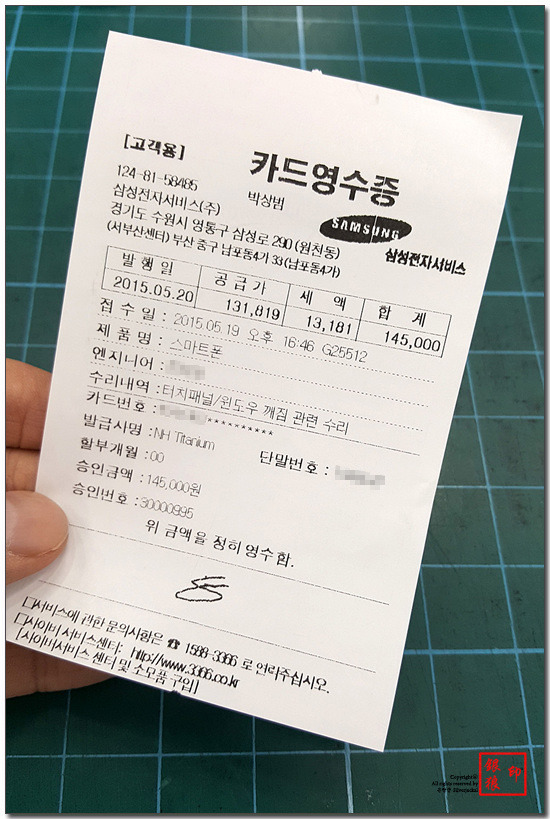 [고객용]
카드영수증
124-81-58485
박상범
삼성전자서비스(주)
SAMSUNG
경기도 수원시 영통구 삼성로 290 (원천동)
삼성전자서비스
(서부산센터) 부산 중구 남포동4가 33 (남포동4가)
발 행 일 공 급 가 세 액 합 계
2015.05.20 131,819 13,181 145,000
접 수 일 : 2015.05.19 오후 16:46 G25512
제 품 명 : 스마트폰
엔지니어 :
수리내역 : 터치패널/윈도우 깨짐 관련 수리
카드번호 : **********
발급사명 : NH Titanium
단말번호 :
할부개월 : 00
승인금액 : 145,000원
승인번호 : 30000995
위 금액을 정히 영수함.
□서비스에 관한 문의사항은 ☎ 1588-3366 로 연락주십시오.
□사이버 서비스센터: http://www.3366.co.kr
[사이버서비스 센터 및 소모품 구입]
Copyright ©
All rights reserved by